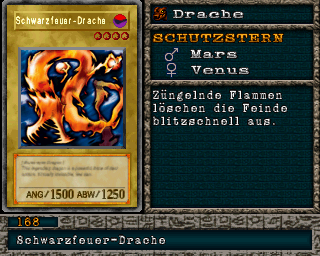 Schwarzfeuer-Drache
ANG/1500 ABW/1250
Drache
SCHUTZSTERN
♂ Mars
♀ Venus
Züngelnde Flammen
löschen die Feinde
blitzschnell aus.
168
Schwarzfeuer-Drache